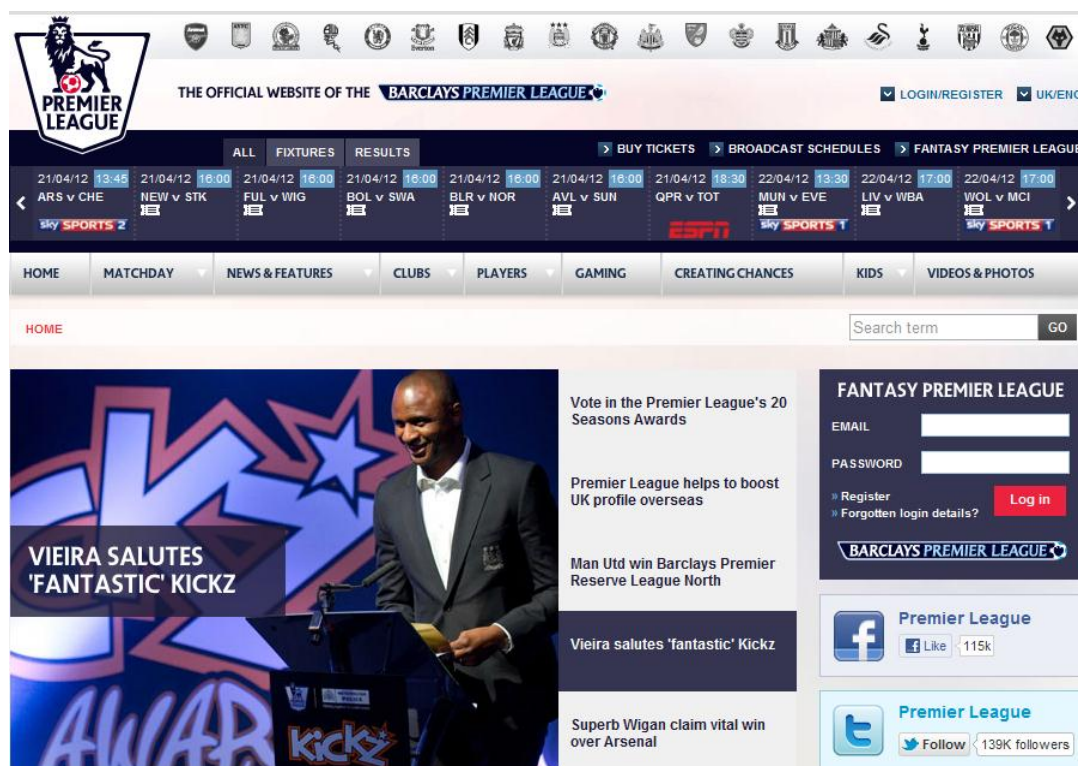 PREMIER
LEAGUE
Everton
THE OFFICIAL WEBSITE OF THE BARCLAYS PREMIER LEAGUE
LOGIN/REGISTER UK/ENG
ALL FIXTURES RESULTS
BUY TICKETS BROADCAST SCHEDULES FANTASY PREMIER LEAGUE
21/04/12 13:45 21/04/12 16:00 21/04/12 16:00 21/04/12 16:00 21/04/12 16:00 21/04/12 16:00 21/04/12 18:30 22/04/12 13:30 22/04/12 17:00 22/04/12 17:00
ARS v CHE NEW v STK FUL v WIG BOL v SWA BLR v NOR AVL v SUN QPR v TOT MUN v EVE LIV v WBA WOL v MCI
sky SPORTS 2 ESPN sky SPORTS 1 sky SPORTS 1
HOME MATCHDAY NEWS & FEATURES CLUBS PLAYERS GAMING CREATING CHANCES KIDS VIDEOS & PHOTOS
HOME
Search term GO
VIEIRA SALUTES
'FANTASTIC' KICKZ
AWAR
KICKZ
Vote in the Premier League's 20
Seasons Awards
Premier League helps to boost
UK profile overseas
Man Utd win Barclays Premier
Reserve League North
Vieira salutes 'fantastic' Kickz
Superb Wigan claim vital win
over Arsenal
FANTASY PREMIER LEAGUE
EMAIL
PASSWORD
» Register
» Forgotten login details?
Log in
BARCLAYS PREMIER LEAGUE
Premier League
Like 115k
Premier League
Follow 139K followers